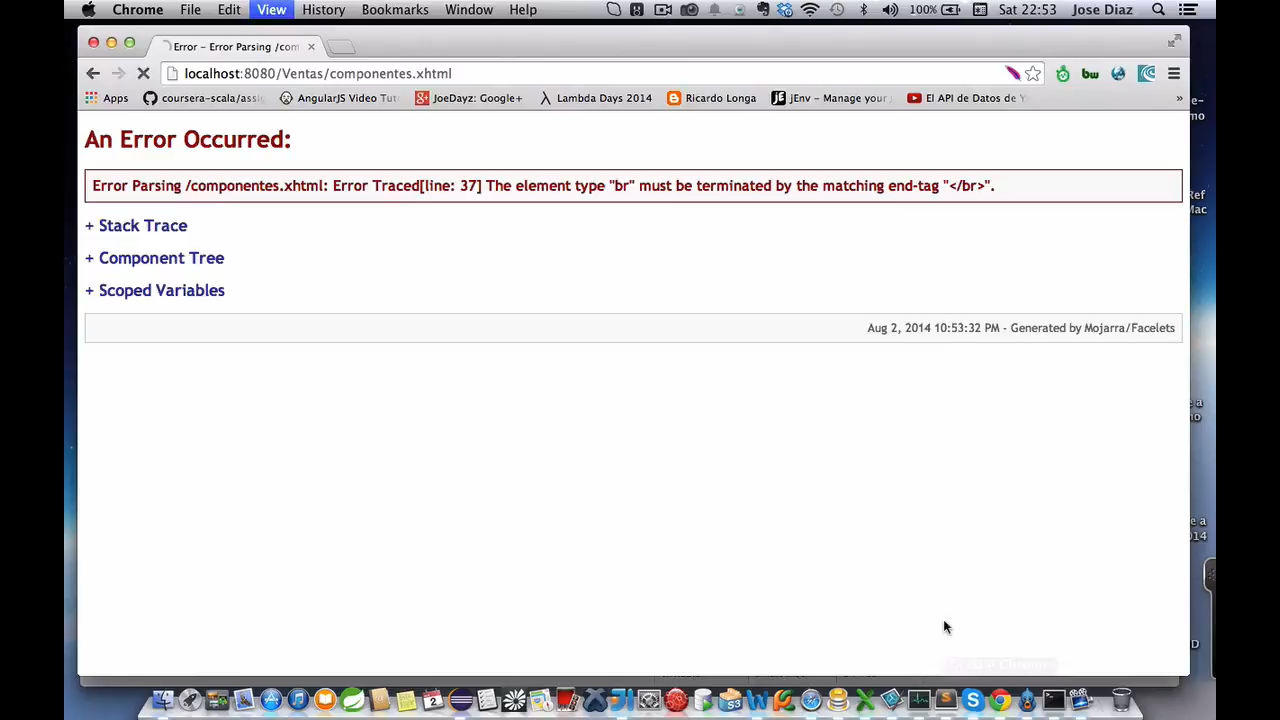 Chrome File Edit View History Bookmarks Window Help 100% Sat 22:53 Jose Diaz
Error - Error Parsing /com
localhost:8080/Ventas/componentes.xhtml
bw
Apps coursera-scala/assi AngularJS Video Tut JoeDayz: Google+ Lambda Days 2014 Ricardo Longa jEnv - Manage your El API de Datos de »
An Error Occurred:
Error Parsing /componentes.xhtml: Error Traced[line: 37] The element type "br" must be terminated by the matching end-tag "</br>".
+ Stack Trace
+ Component Tree
+ Scoped Variables
Aug 2, 2014 10:53:32 PM - Generated by Mojarra/Facelets